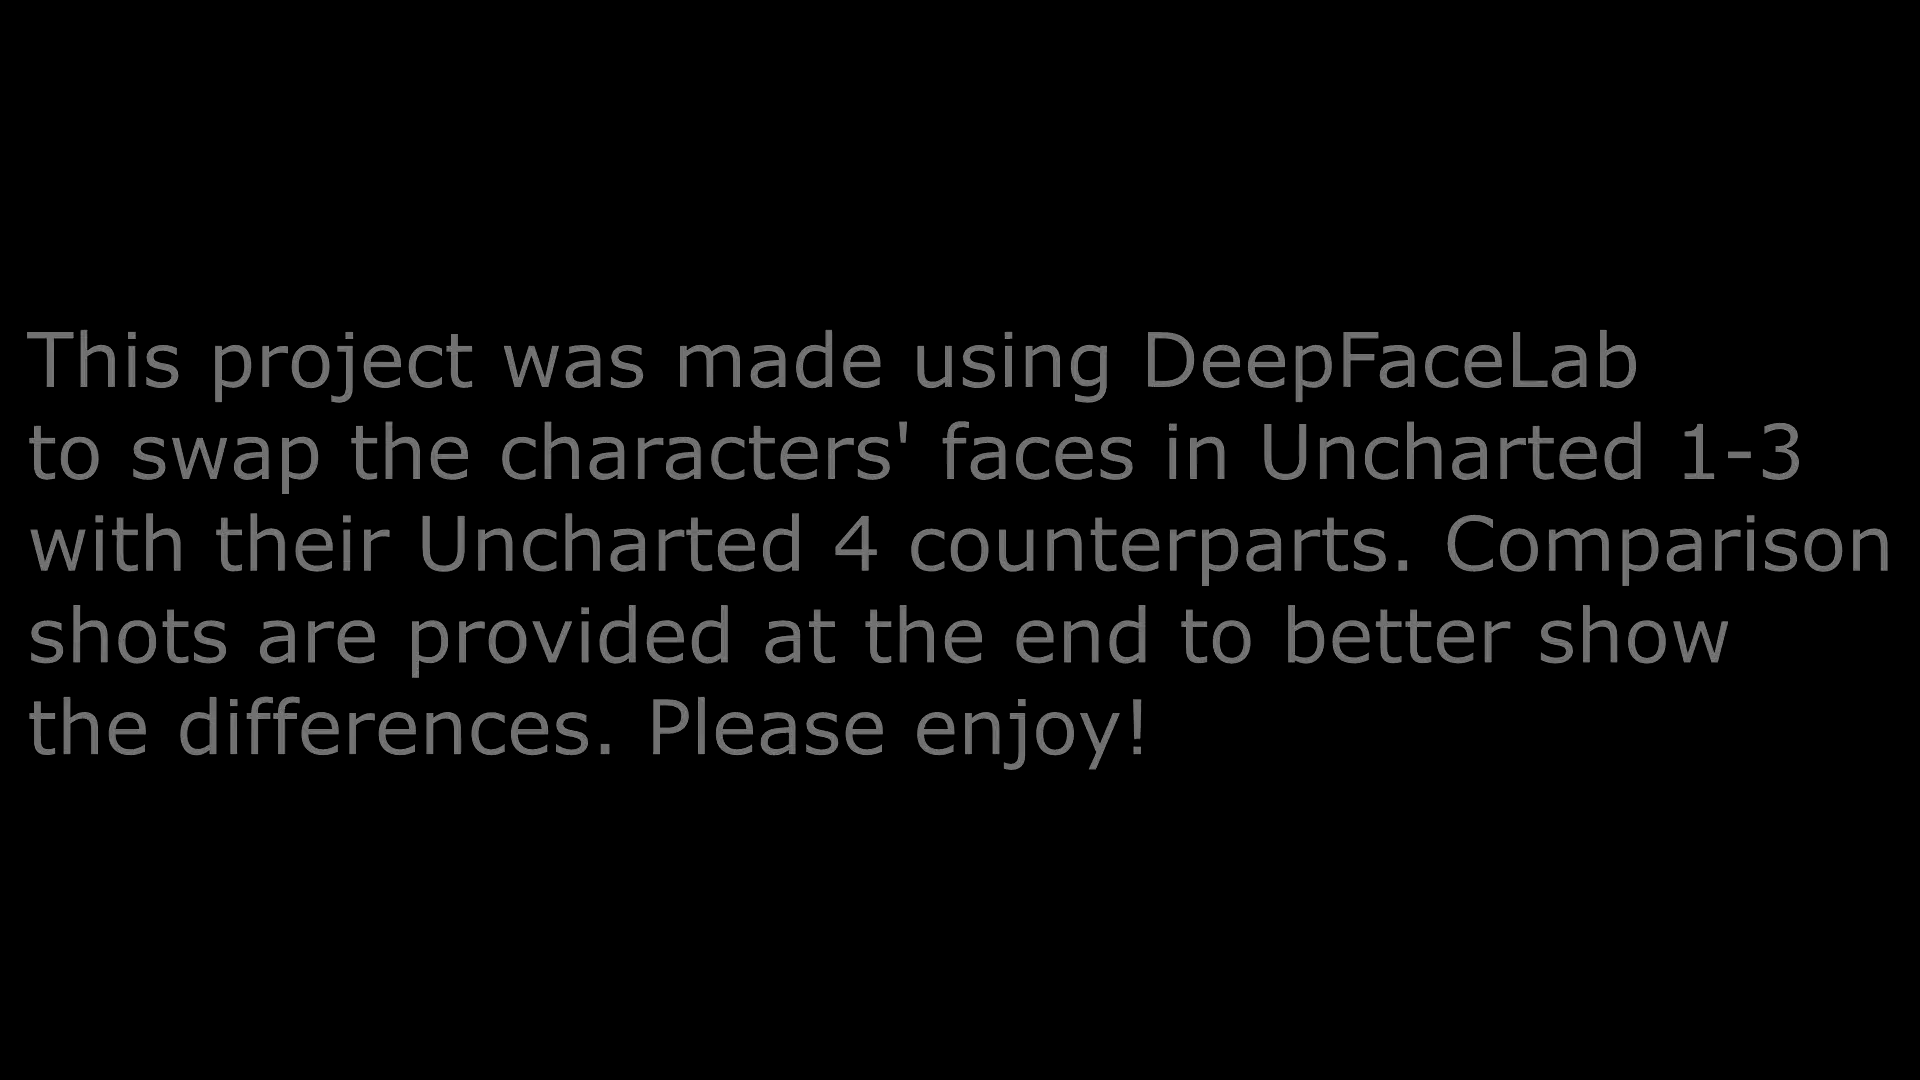 This project was made using DeepFaceLab
to swap the characters' faces in Uncharted 1-3
with their Uncharted 4 counterparts. Comparison
shots are provided at the end to better show
the differences. Please enjoy!